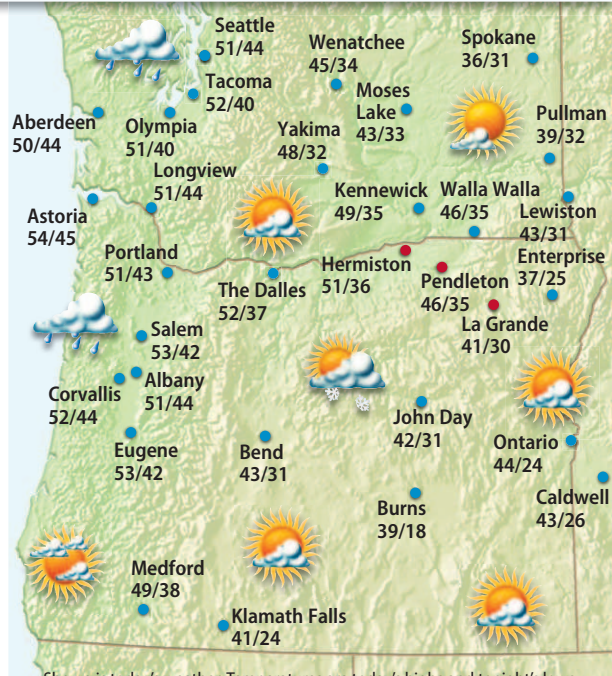 Seattle
51/44
Wenatchee
45/34
Spokane
36/31
Tacoma
52/40
Moses
Lake
43/33
Aberdeen
50/44
Olympia
51/40
Yakima
48/32
Pullman
39/32
Longview
51/44
Kennewick
49/35
Walla Walla
46/35
Lewiston
43/31
Astoria
54/45
Portland
51/43
The Dalles
52/37
Hermiston
51/36
Pendleton
46/35
Enterprise
37/25
La Grande
41/30
Salem
53/42
Albany
51/44
Corvallis
52/44
John Day
42/31
Ontario
44/24
Eugene
53/42
Bend
43/31
Caldwell
43/26
Burns
39/18
Medford
49/38
Klamath Falls
41/24